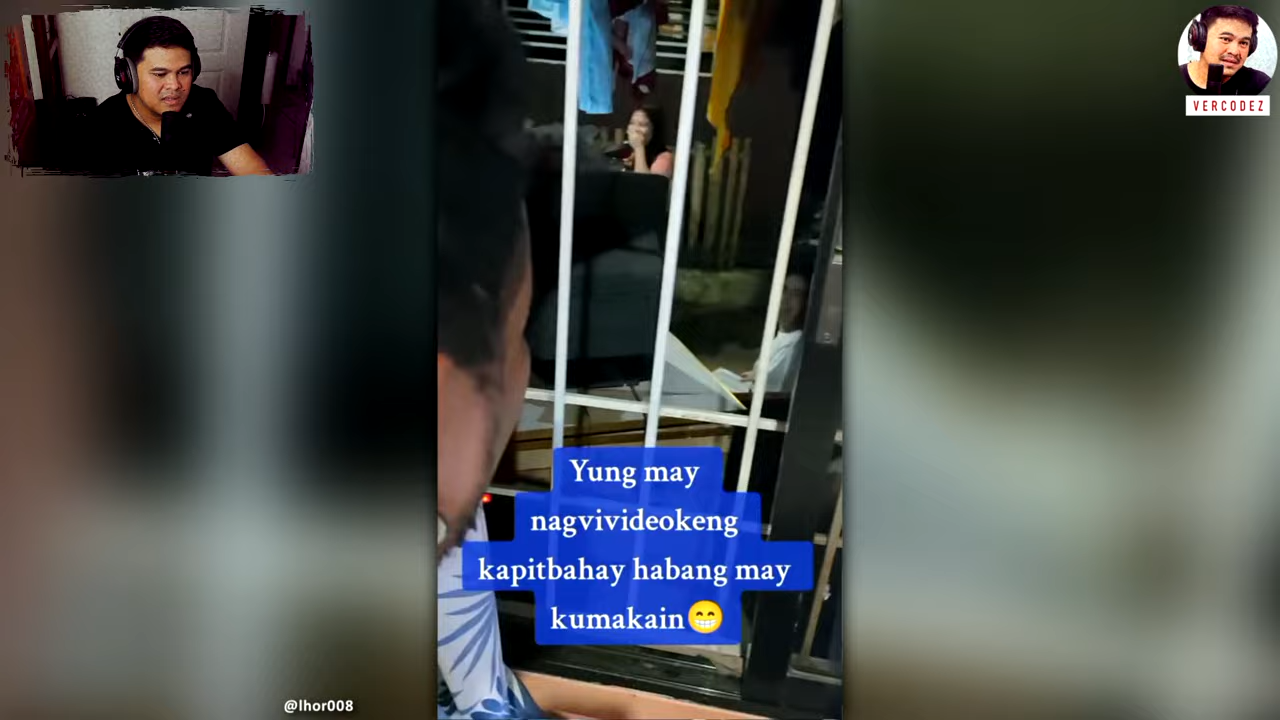 VERCODEZ
Yung may
nagvivideokeng
kapitbahay habang may
kumakain😁
@lhor008